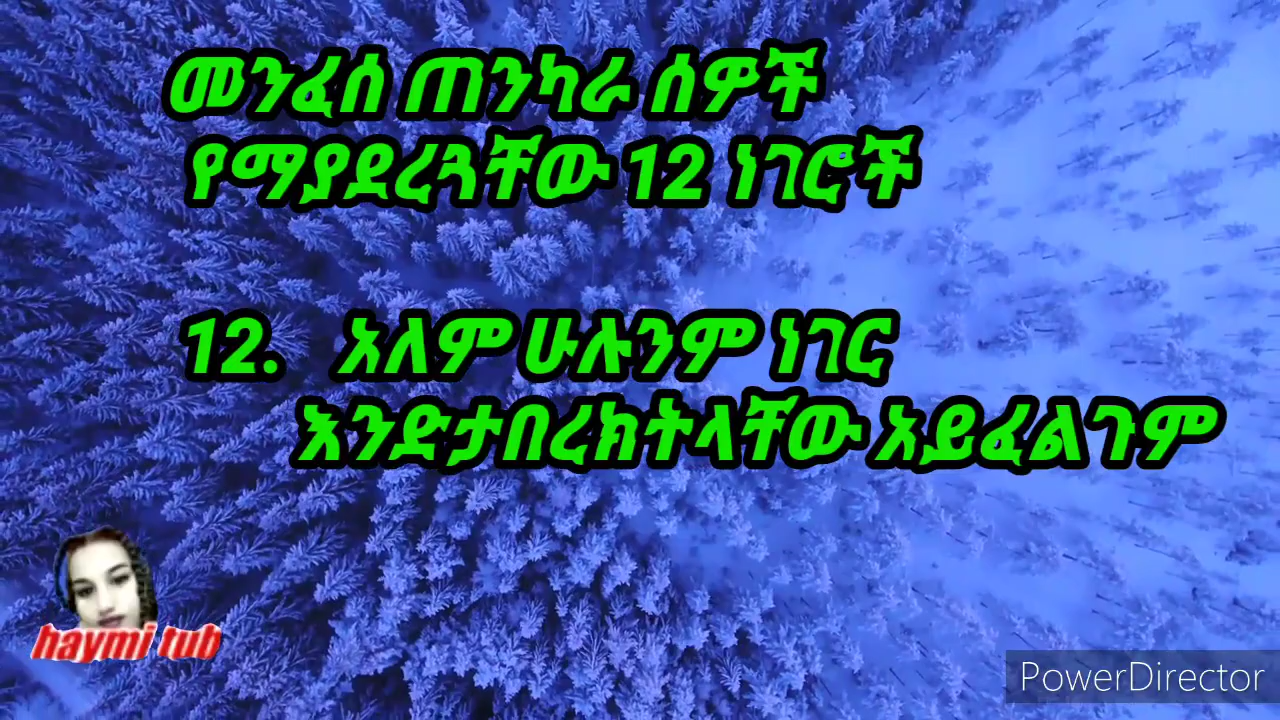 መንፈሰ ጠንካራ ሰዎች
የማያደረጓቸው 12 ነገሮች
12. አለም ሁሉንም ነገር
እንድታበረክትላቸው አይፈልጉም
haymi tub
PowerDirector